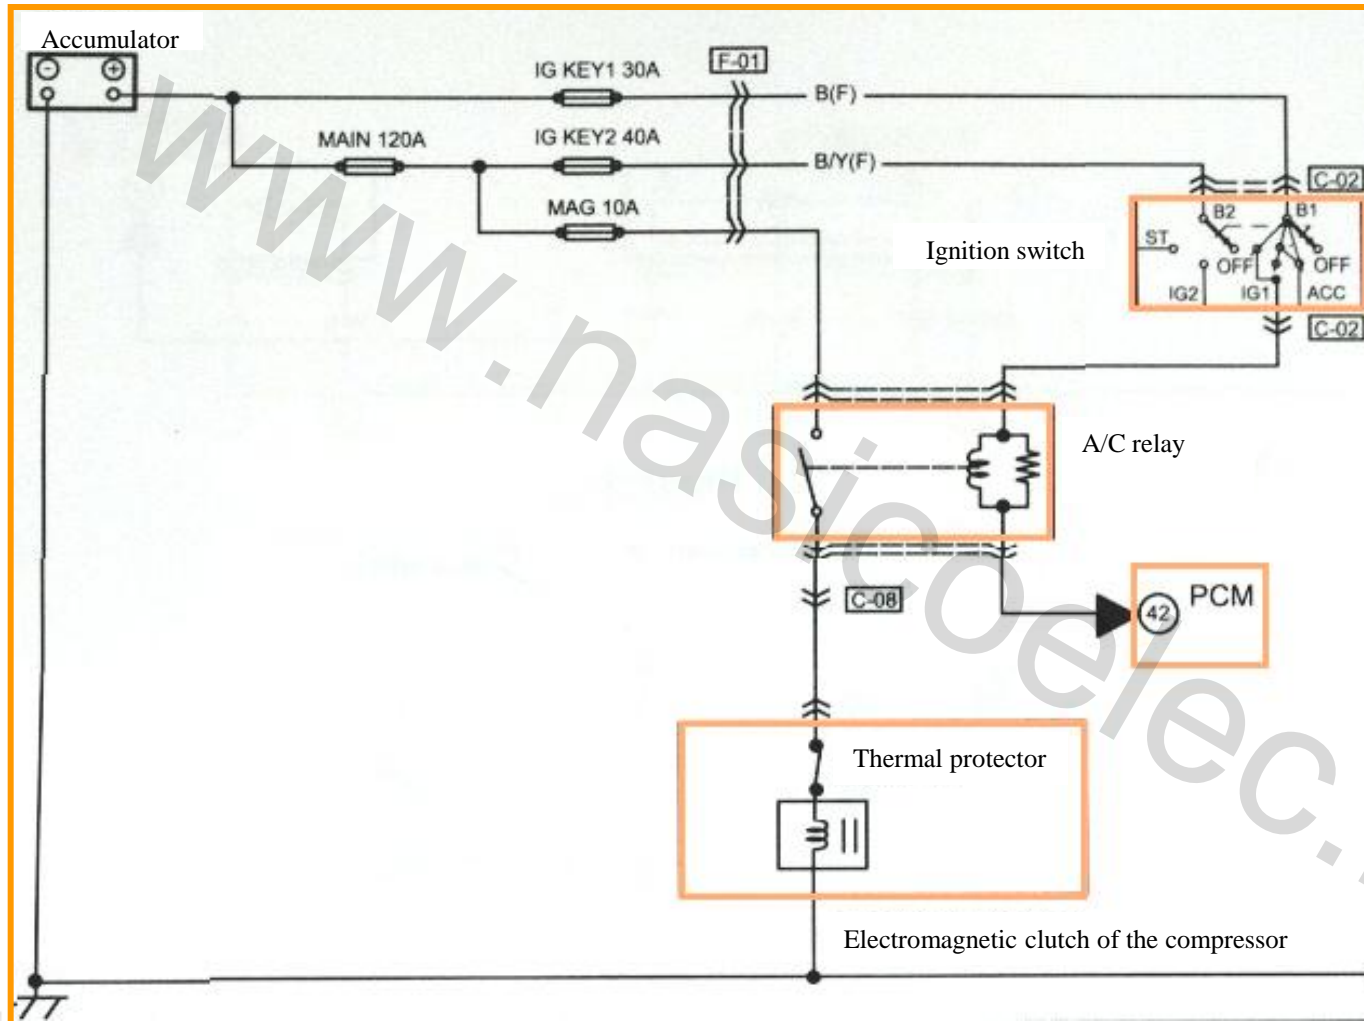 Accumulator
IG KEY1 30A
F-01
B(F)
MAIN 120A
IG KEY2 40A
B/Y(F)
C-02
MAG 10A
B2
B1
Ignition switch
ST
OFF
OFF
IG2
IG1
ACC
C-02
A/C relay
C-08
42
PCM
Thermal protector
Electromagnetic clutch of the compressor
www.nasicoelec.